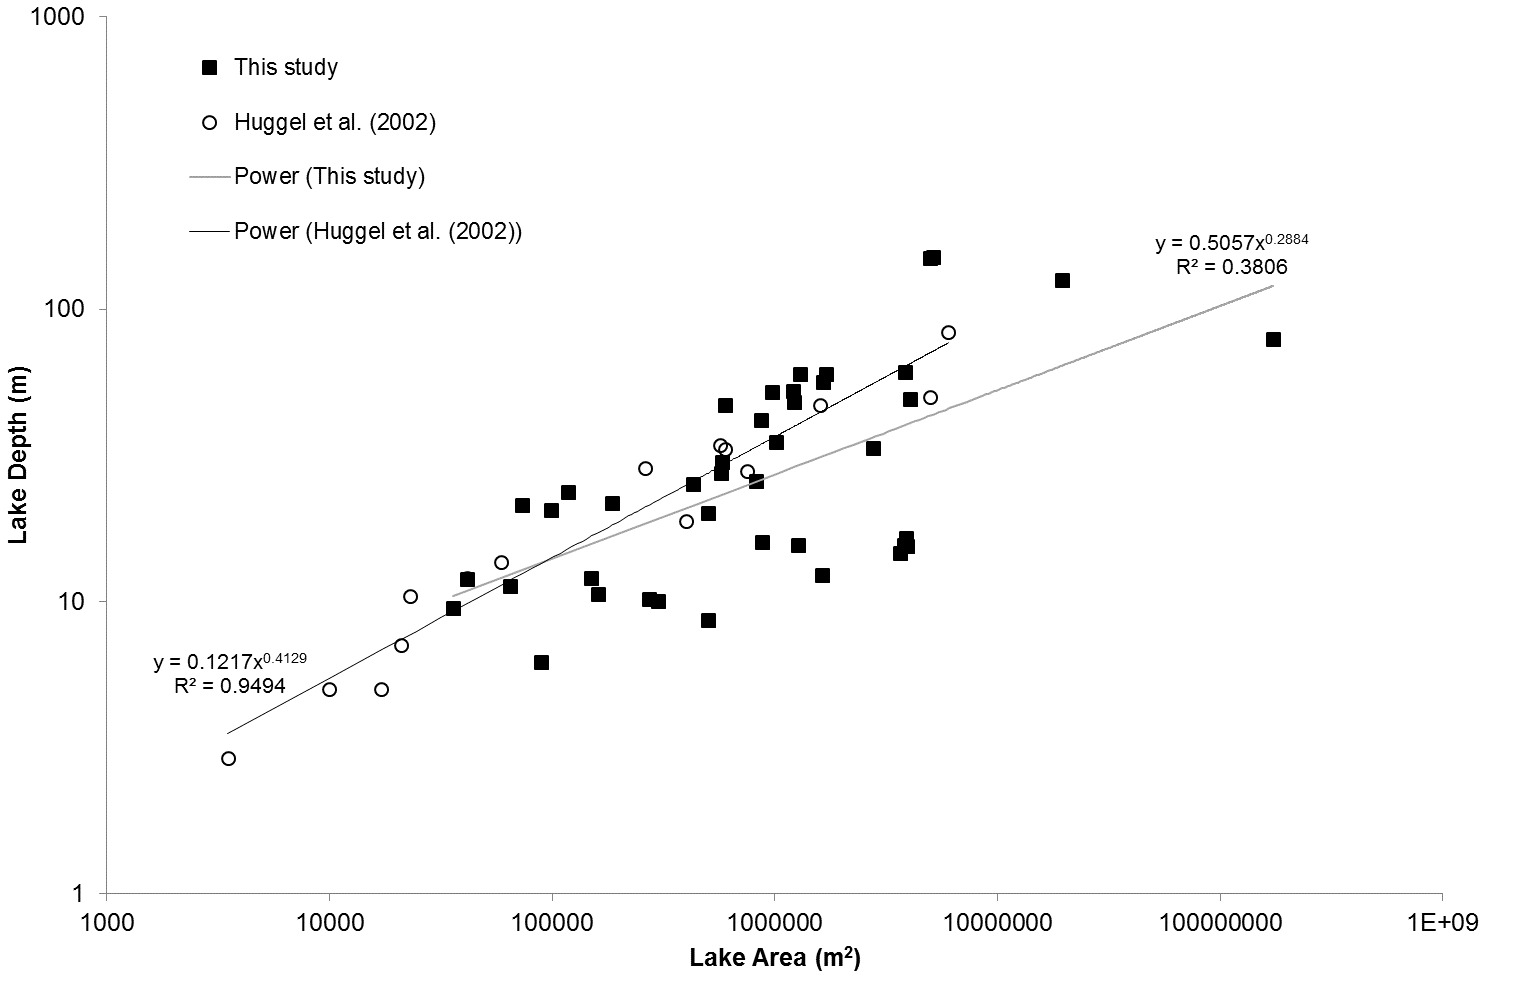 1000
This study
Huggel et al. (2002)
Power (This study)
Power (Huggel et al. (2002))
y = 0.5057x^0.2884
R² = 0.3806
100
Lake Depth (m)
10
y = 0.1217x^0.4129
R² = 0.9494
1
1000 10000 100000 1000000 10000000 100000000 1E+09
Lake Area (m²)